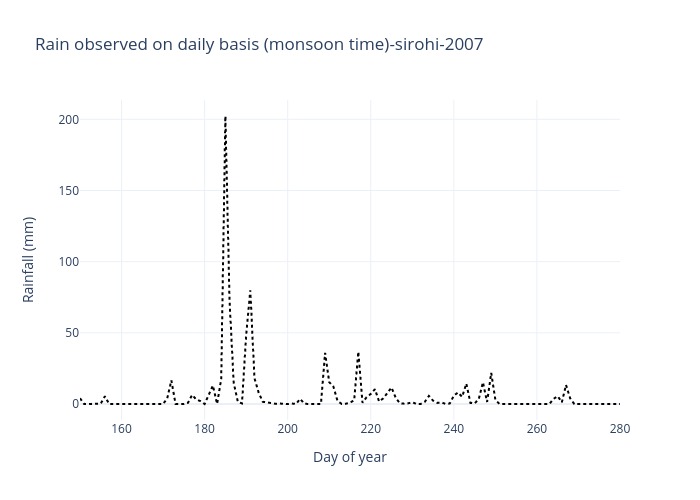 Rain observed on daily basis (monsoon time)-sirohi-2007
200
150
100
50
0
Rainfall (mm)
160 180 200 220 240 260 280
Day of year